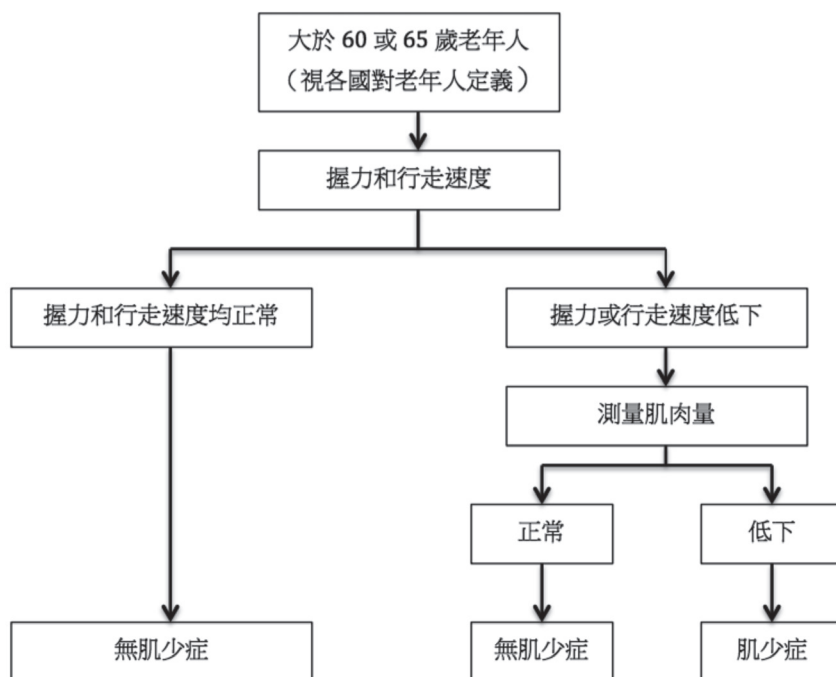 大於 60 或 65 歲老年人
（視各國對老年人定義）
握力和行走速度
握力和行走速度均正常
握力或行走速度低下
測量肌肉量
正常
低下
無肌少症
無肌少症
肌少症